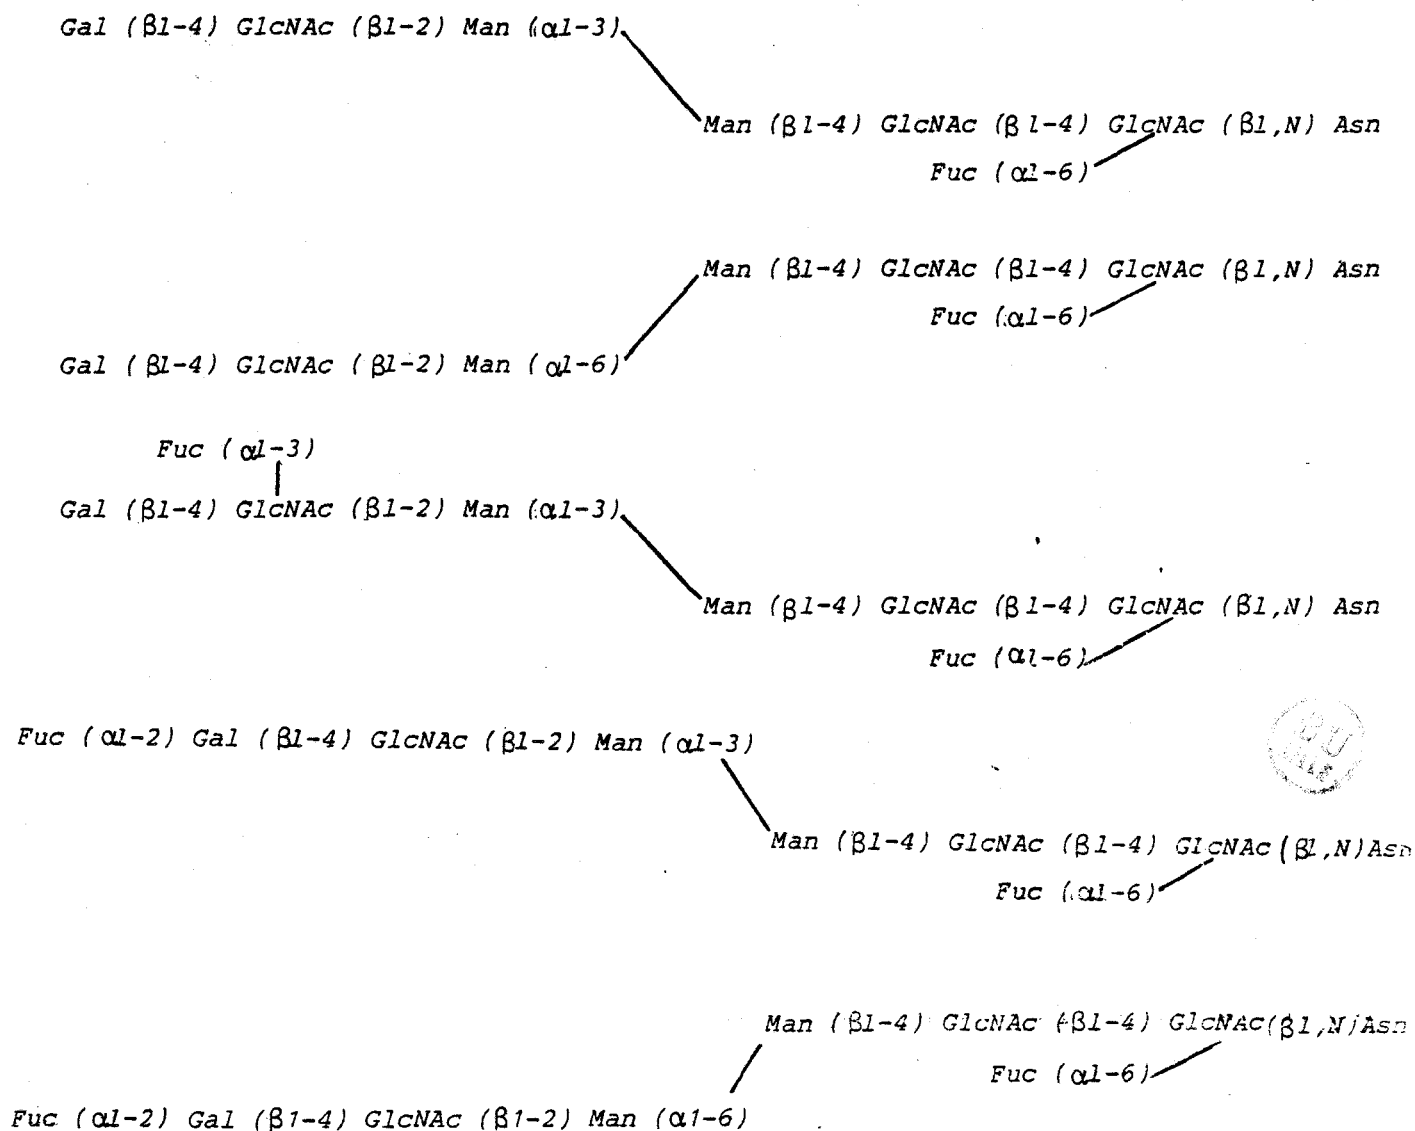 Gal (β1-4) GlcNAc (β1-2) Man (α1-3)
Man (β1-4) GlcNAc (β1-4) GlcNAc (β1,N) Asn
Fuc (α1-6)
Man (β1-4) GlcNAc (β1-4) GlcNAc (β1,N) Asn
Fuc (α1-6)
Gal (β1-4) GlcNAc (β1-2) Man (α1-6)
Fuc (α1-3)
Gal (β1-4) GlcNAc (β1-2) Man (α1-3)
Man (β1-4) GlcNAc (β1-4) GlcNAc (β1,N) Asn
Fuc (α1-6)
Fuc (α1-2) Gal (β1-4) GlcNAc (β1-2) Man (α1-3)
BU
LILLE
Man (β1-4) GlcNAc (β1-4) GlcNAc (β1,N) Asn
Fuc (α1-6)
Man (β1-4) GlcNAc (β1-4) GlcNAc (β1,N) Asn
Fuc (α1-6)
Fuc (α1-2) Gal (β1-4) GlcNAc (β1-2) Man (α1-6)